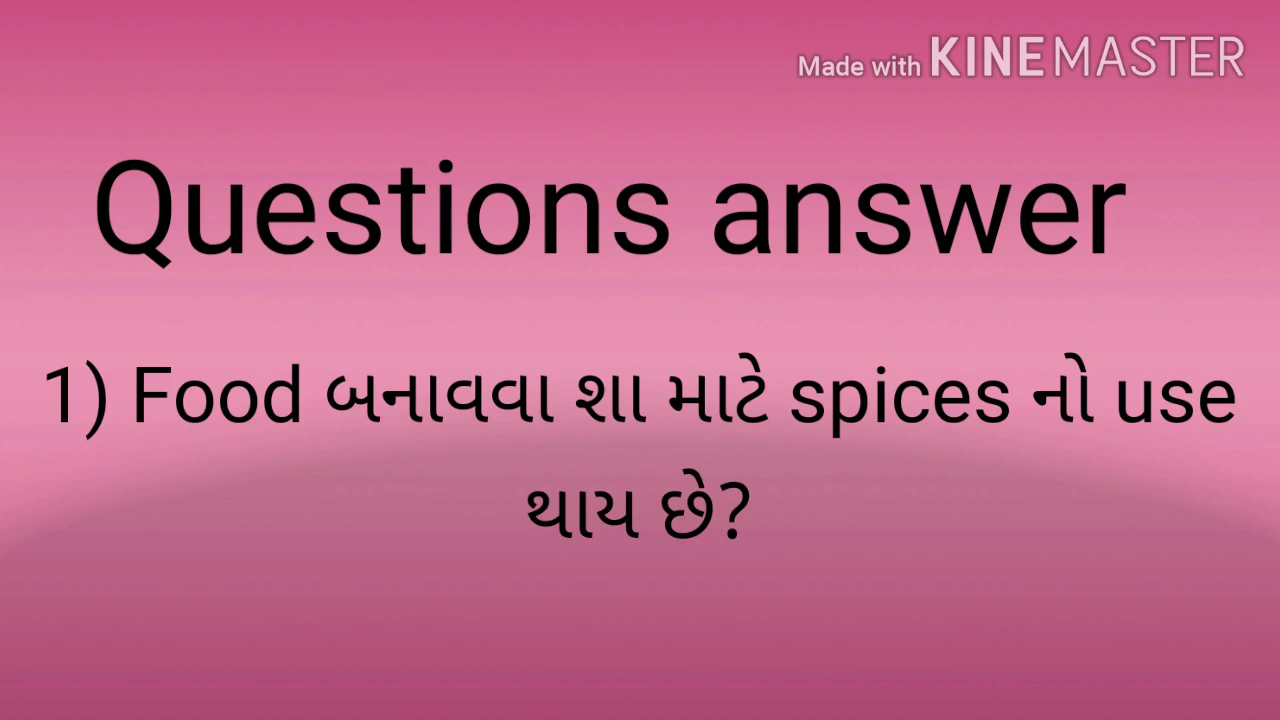 Made with KINEMASTER
Questions answer
1) Food બનાવવા શા માટે spices નો use
થાય છે?